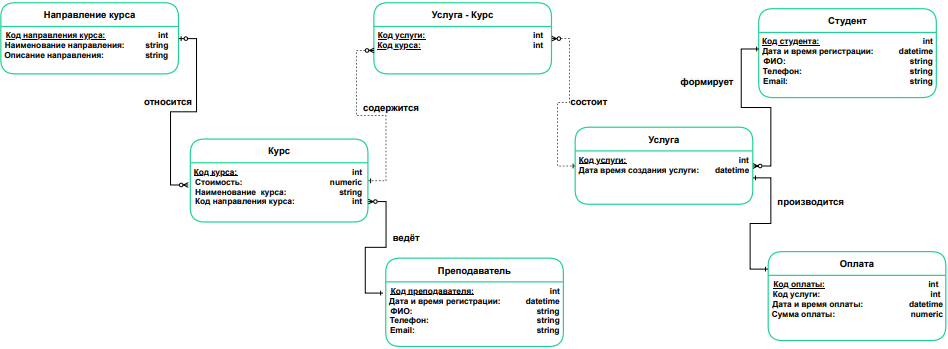 Направление курса
Код направления курса: int
Наименование направления: string
Описание направления: string
Услуга - Курс
Код услуги: int
Код курса: int
Студент
Код студента: int
Дата и время регистрации: datetime
ФИО: string
Телефон: string
Email: string
относится
содержится
состоит
формирует
Курс
Код курса: int
Стоимость: numeric
Наименование курса: string
Код направления курса: int
Услуга
Код услуги: int
Дата время создания услуги: datetime
ведёт
производится
Преподаватель
Код преподавателя: int
Дата и время регистрации: datetime
ФИО: string
Телефон: string
Email: string
Оплата
Код оплаты: int
Код услуги: int
Дата и время оплаты: datetime
Сумма оплаты: numeric